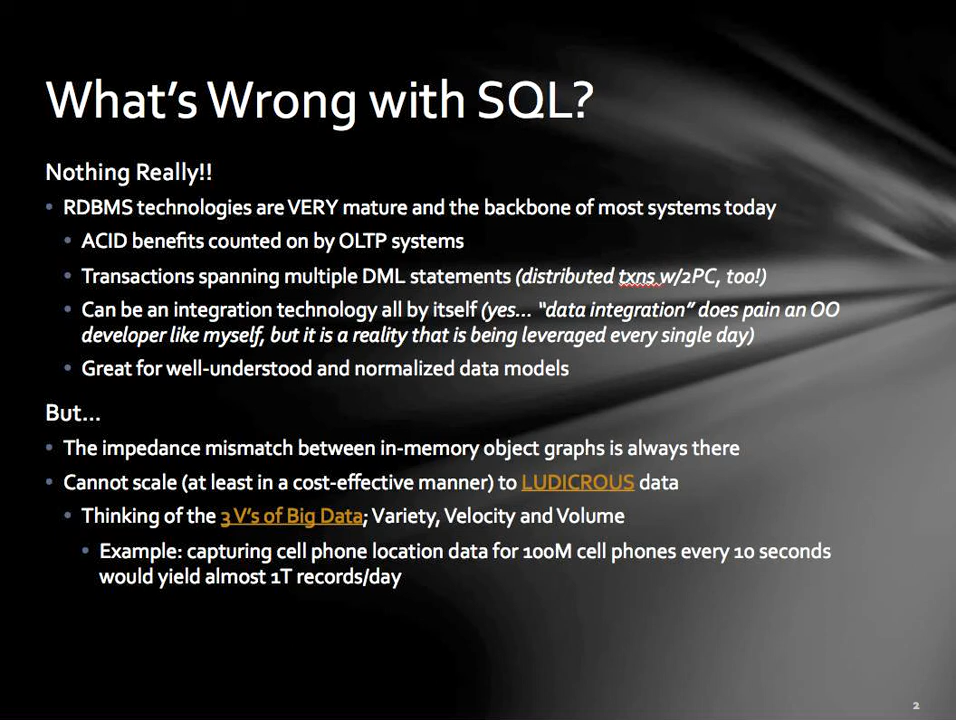 What's Wrong with SQL?
Nothing Really!!
• RDBMS technologies are VERY mature and the backbone of most systems today
• ACID benefits counted on by OLTP systems
• Transactions spanning multiple DML statements (distributed txns w/2PC, too!)
• Can be an integration technology all by itself (yes... “data integration” does pain an OO
developer like myself, but it is a reality that is being leveraged every single day)
• Great for well-understood and normalized data models
But...
• The impedance mismatch between in-memory object graphs is always there
• Cannot scale (at least in a cost-effective manner) to LUDICROUS data
• Thinking of the 3 V's of Big Data; Variety, Velocity and Volume
• Example: capturing cell phone location data for 100M cell phones every 10 seconds
would yield almost 1T records/day
2